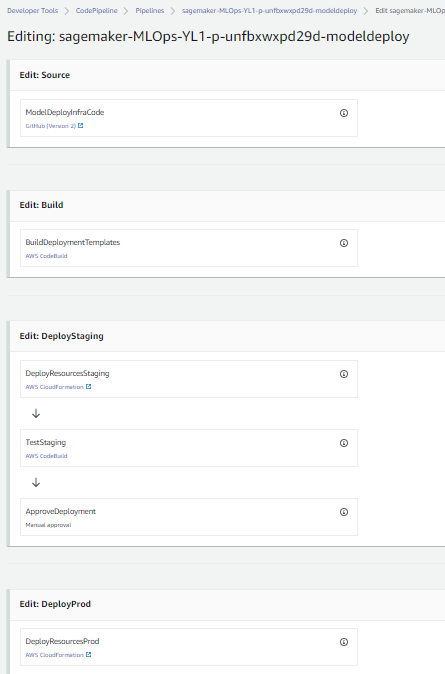 Developer Tools > CodePipeline > Pipelines > sagemaker-MLOps-YL1-p-unfbxwxpd29d-modeldeploy > Edit sagemaker-MLOp
Editing: sagemaker-MLOps-YL1-p-unfbxwxpd29d-modeldeploy
Edit: Source
ModelDeployInfraCode
GitHub (Version 2)
Edit: Build
BuildDeploymentTemplates
AWS CodeBuild
Edit: DeployStaging
DeployResourcesStaging
AWS CloudFormation
TestStaging
AWS CodeBuild
ApproveDeployment
Manual approval
Edit: DeployProd
DeployResourcesProd
AWS CloudFormation